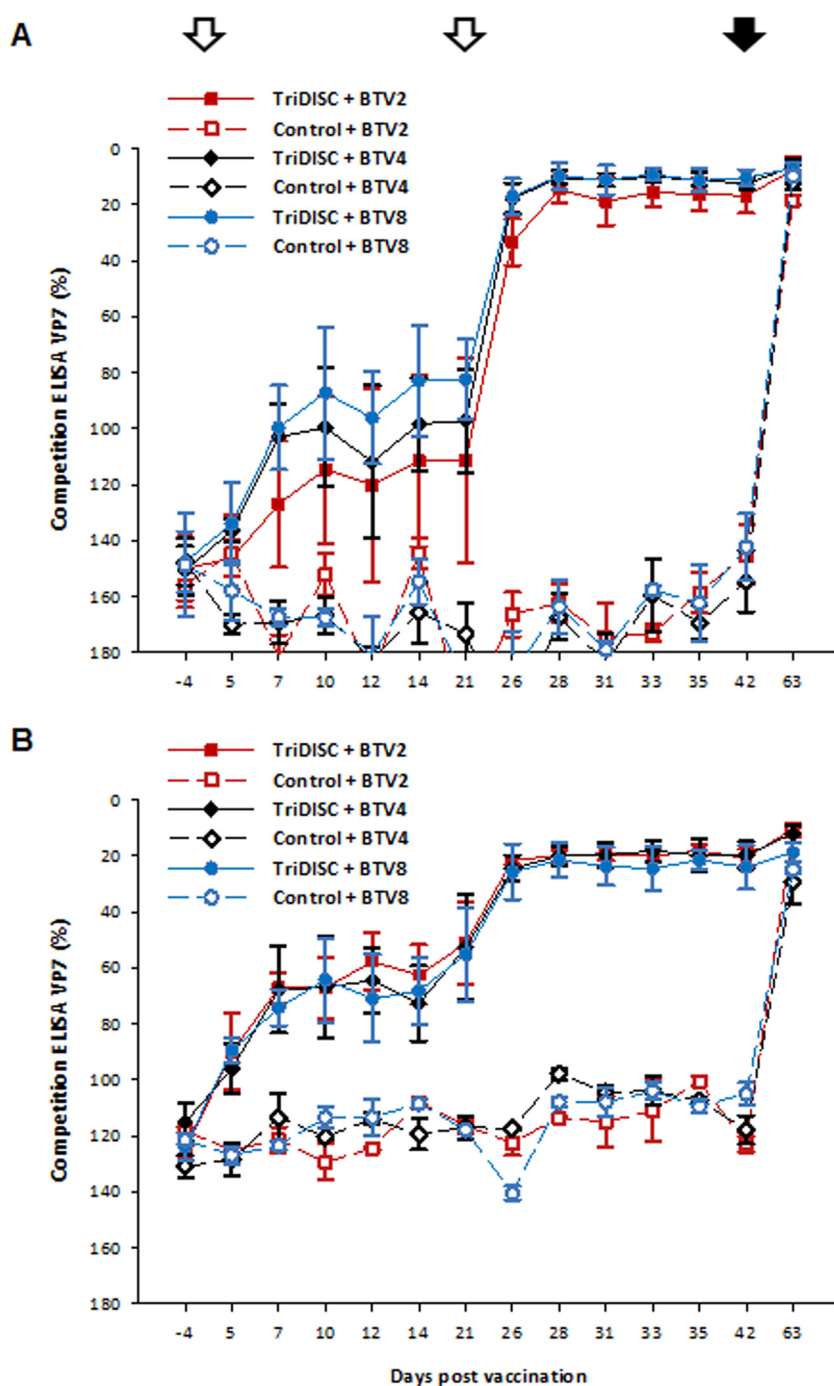 A
TriDISC + BTV2
Control + BTV2
TriDISC + BTV4
Control + BTV4
TriDISC + BTV8
Control + BTV8
Competition ELISA VP7 (%)
0
20
40
60
80
100
120
140
160
180
-4 5 7 10 12 14 21 26 28 31 33 35 42 63
B
TriDISC + BTV2
Control + BTV2
TriDISC + BTV4
Control + BTV4
TriDISC + BTV8
Control + BTV8
Competition ELISA VP7 (%)
0
20
40
60
80
100
120
140
160
180
-4 5 7 10 12 14 21 26 28 31 33 35 42 63
Days post vaccination